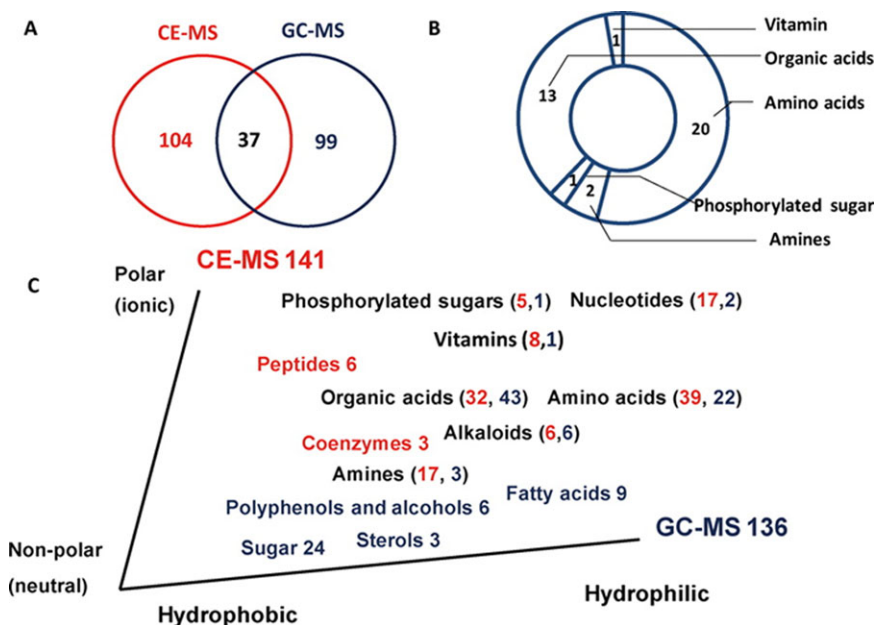 A
CE-MS
GC-MS
104
37
99
B
1
Vitamin
Organic acids
13
Amino acids
20
1
2
Phosphorylated sugar
Amines
CE-MS 141
C
Polar
(ionic)
Phosphorylated sugars (5,1)
Nucleotides (17,2)
Vitamins (8,1)
Peptides 6
Organic acids (32, 43)
Amino acids (39, 22)
Coenzymes 3
Alkaloids (6,6)
Amines (17, 3)
Polyphenols and alcohols 6
Fatty acids 9
GC-MS 136
Non-polar
(neutral)
Sugar 24
Sterols 3
Hydrophobic
Hydrophilic